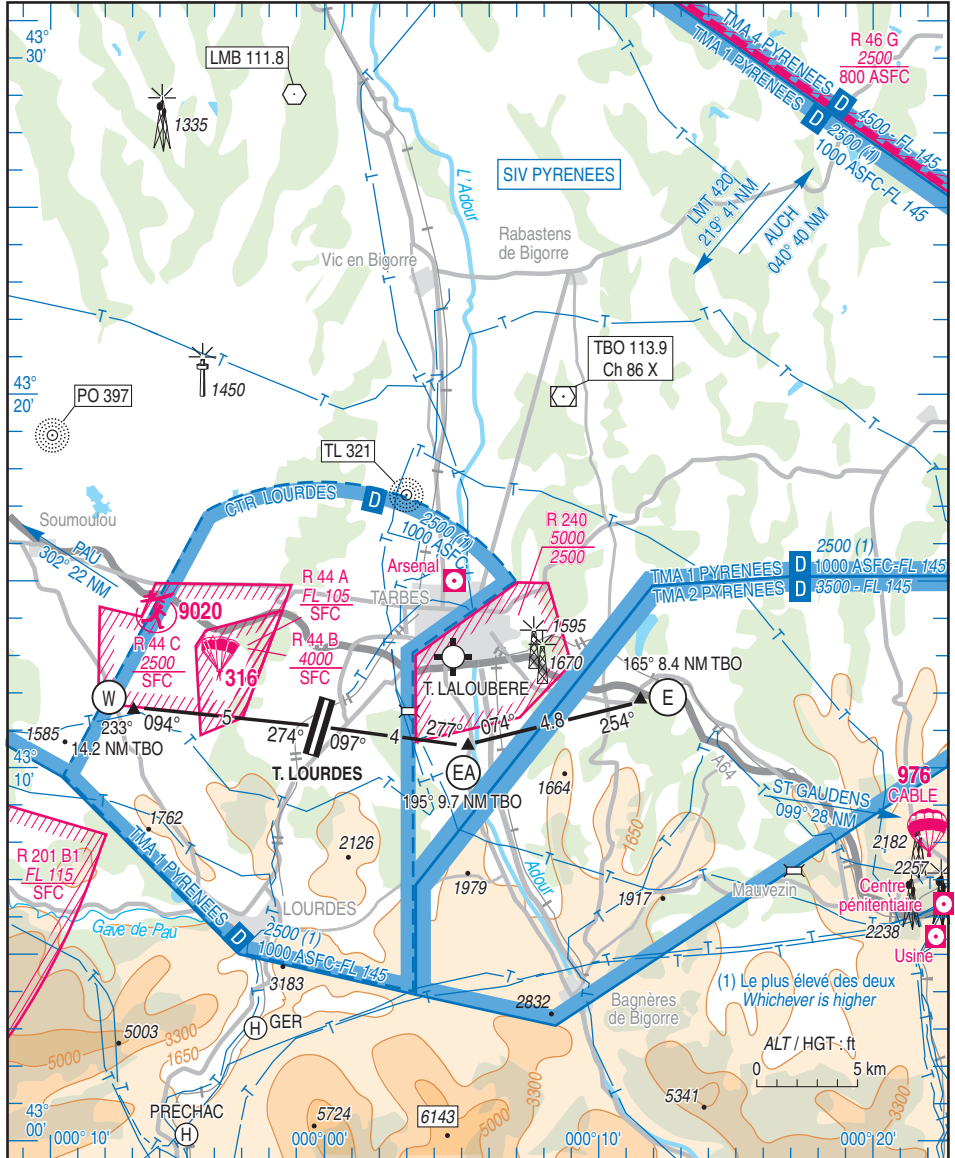 43°
30'
LMB 111.8
1335
TMA 4 PYRENEES
TMA 1 PYRENEES
D
D
4500 - FL 145
2500 (1)
1000 ASFC-FL 145
R 46 G
2500
800 ASFC
SIV PYRENEES
L'Adour
LMT 420
219° 41 NM
AUCH
040° 40 NM
Vic en Bigorre
Rabastens
de Bigorre
T
T
T
T
T
T
1450
TBO 113.9
Ch 86 X
43°
20'
PO 397
TL 321
CTR LOURDES
D
2500 (1)
1000 ASFC
Soumoulou
PAU
302° 22 NM
Arsenal
TARBES
R 240
5000
2500
R 44 A
FL 105
SFC
9020
R 44 C
2500
SFC
316
R 44 B
4000
SFC
TMA 1 PYRENEES
TMA 2 PYRENEES
D
D
2500 (1)
1000 ASFC-FL 145
3500 - FL 145
1595
1670
165° 8.4 NM TBO
E
T. LALOUBERE
W
233°
14.2 NM TBO
094°
5
274°
097°
4
277°
074°
4.8
254°
T. LOURDES
EA
195° 9.7 NM TBO
1585
43°
10'
1762
2126
1664
1979
1650
1917
A64
ST GAUDENS
099° 28 NM
976
CABLE
2182
2257
Centre
pénitentiaire
2238
Usine
Mauvezin
R 201 B1
FL 115
SFC
TMA 1 PYRENEES
D
2500 (1)
1000 ASFC-FL 145
Gave de Pau
LOURDES
Adour
3183
H
GER
2832
Bagnères
de Bigorre
(1) Le plus élevé des deux
Whichever is higher
ALT / HGT : ft
0
5 km
5003
3300
5000
1650
PRECHAC
H
5724
6143
5000
3300
5341
3300
43°
00'
000° 10'
000° 00'
000° 10'
000° 20'